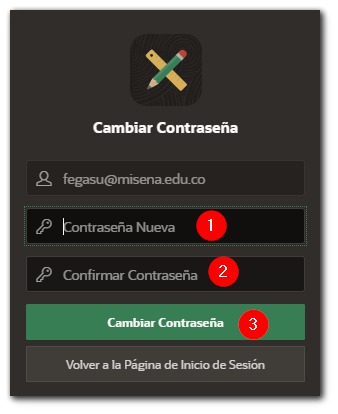 Cambiar Contraseña
fegasu@misena.edu.co
Contraseña Nueva 1
Confirmar Contraseña 2
Cambiar Contraseña 3
Volver a la Página de Inicio de Sesión